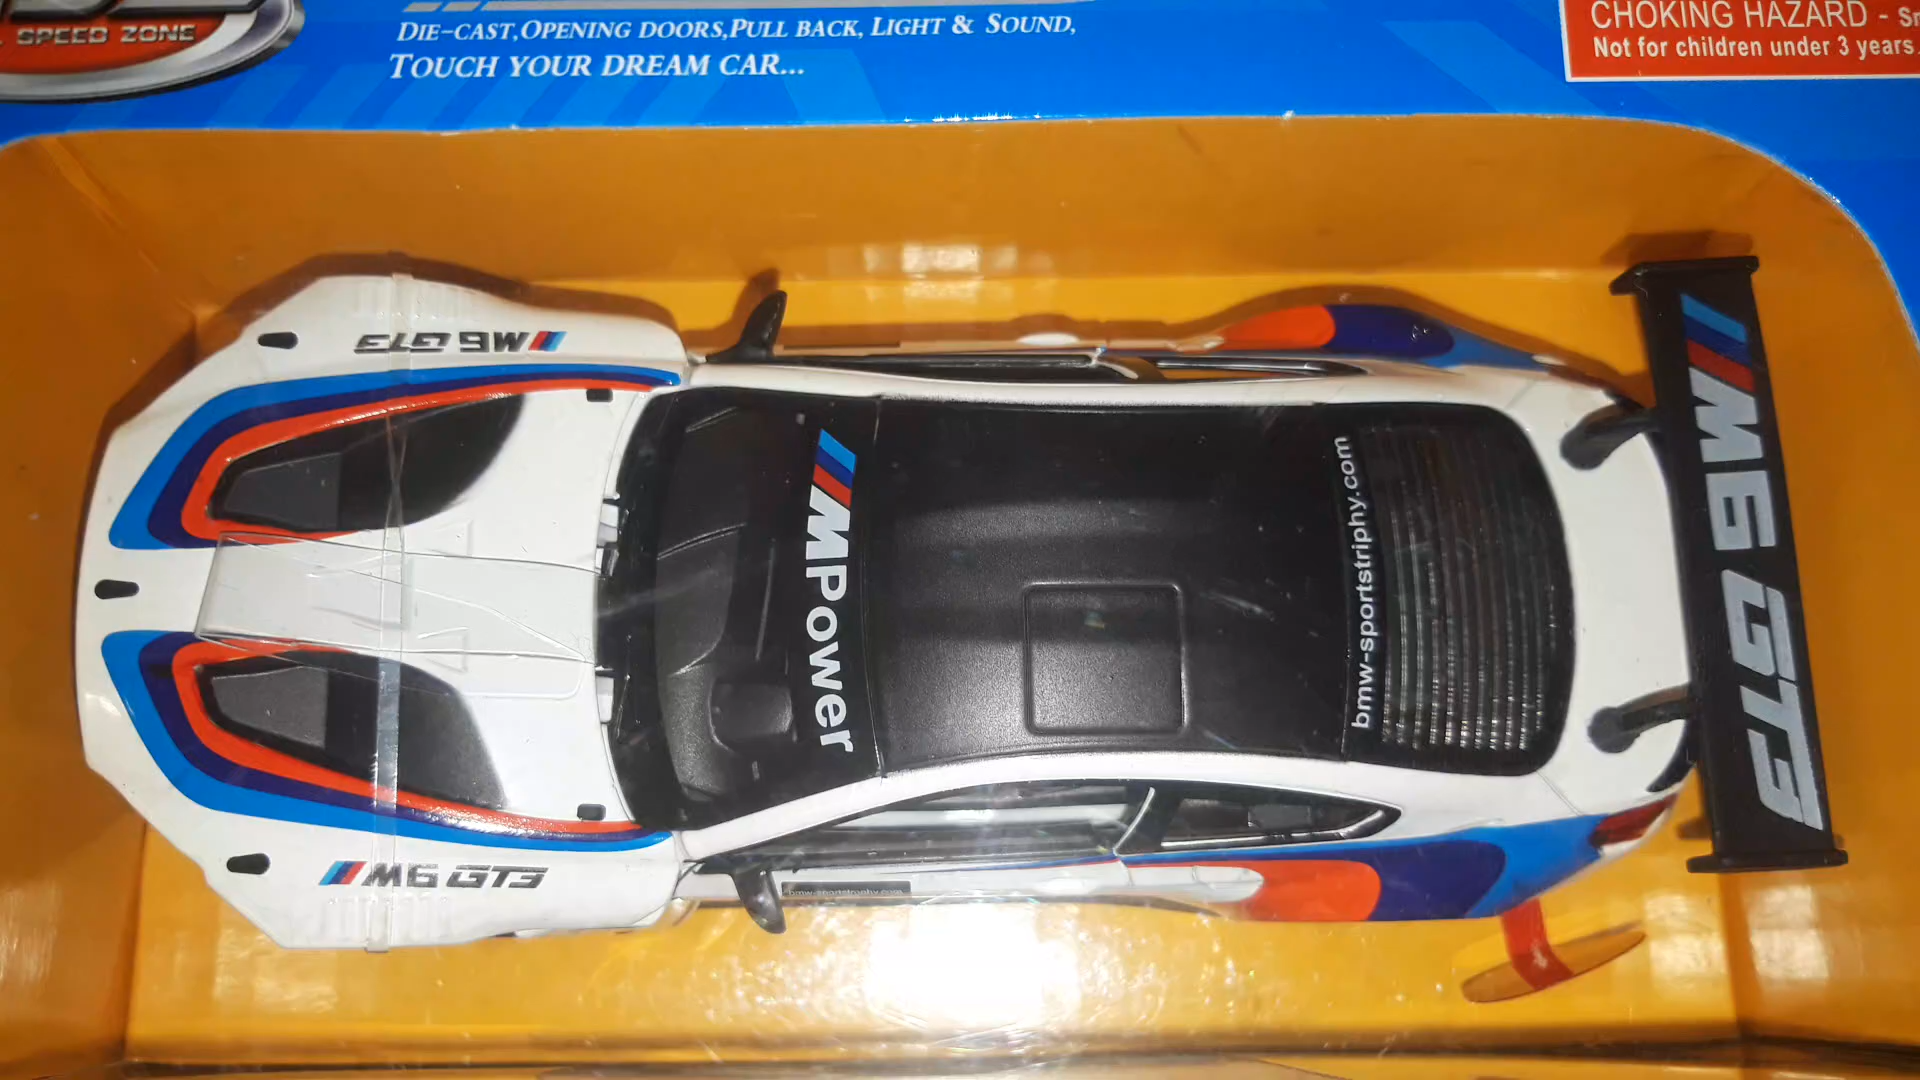 SPEED ZONE
DIE-CAST,OPENING DOORS,PULL BACK, LIGHT & SOUND,
TOUCH YOUR DREAM CAR...
CHOKING HAZARD -
Not for children under 3 years.
M6 GT3
M6 GT3
MPower
bmw-sportstriphy.com
M6 GT3